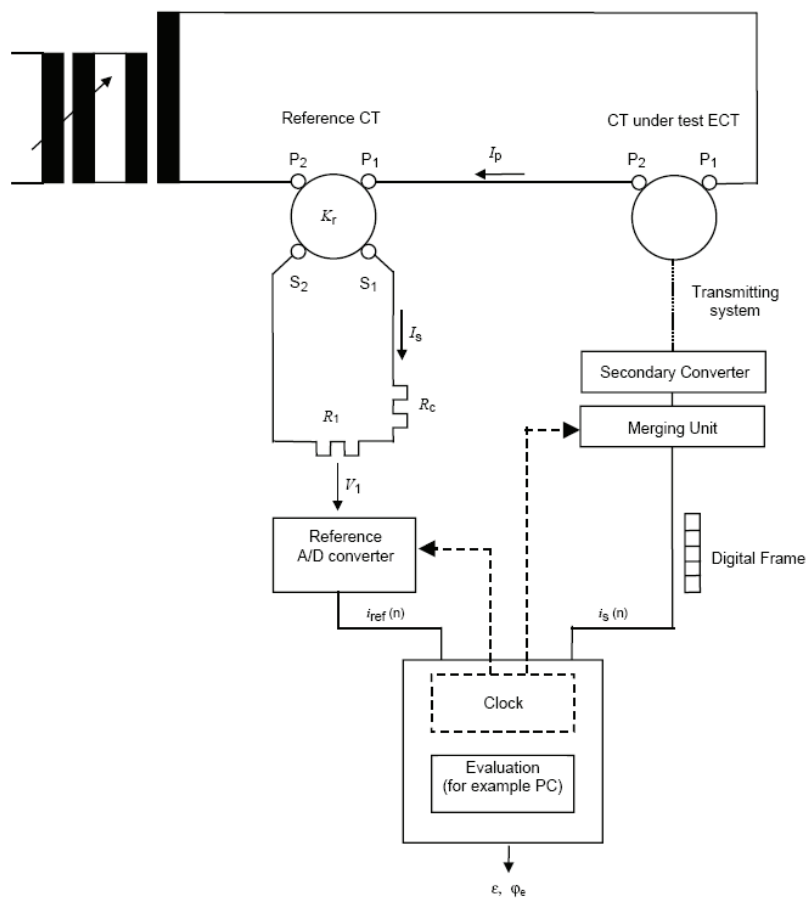 Reference CT
CT under test ECT
P2
P1
Ip
P2
P1
Kr
S2
S1
Transmitting
system
Is
Secondary Converter
R1
Rc
Merging Unit
V1
Reference
A/D converter
Digital Frame
iref (n)
is (n)
Clock
Evaluation
(for example PC)
ε, φe